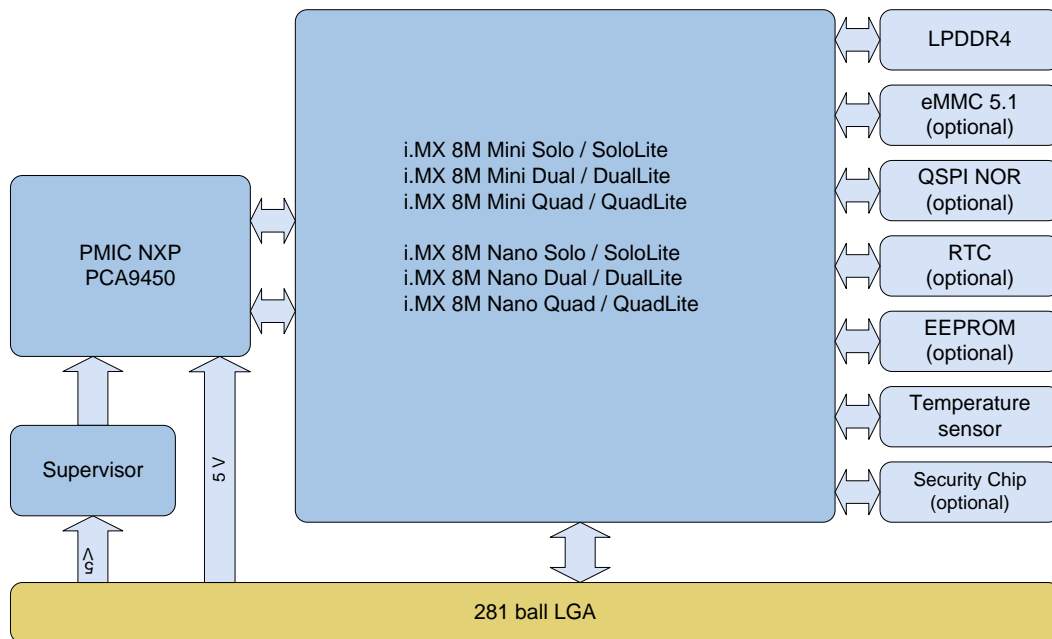 LPDDR4
eMMC 5.1
(optional)
i.MX 8M Mini Solo / SoloLite
i.MX 8M Mini Dual / DualLite
i.MX 8M Mini Quad / QuadLite
i.MX 8M Nano Solo / SoloLite
i.MX 8M Nano Dual / DualLite
i.MX 8M Nano Quad / QuadLite
QSPI NOR
(optional)
PMIC NXP
PCA9450
RTC
(optional)
EEPROM
(optional)
Temperature
sensor
Supervisor
5 V
Security Chip
(optional)
5V
281 ball LGA